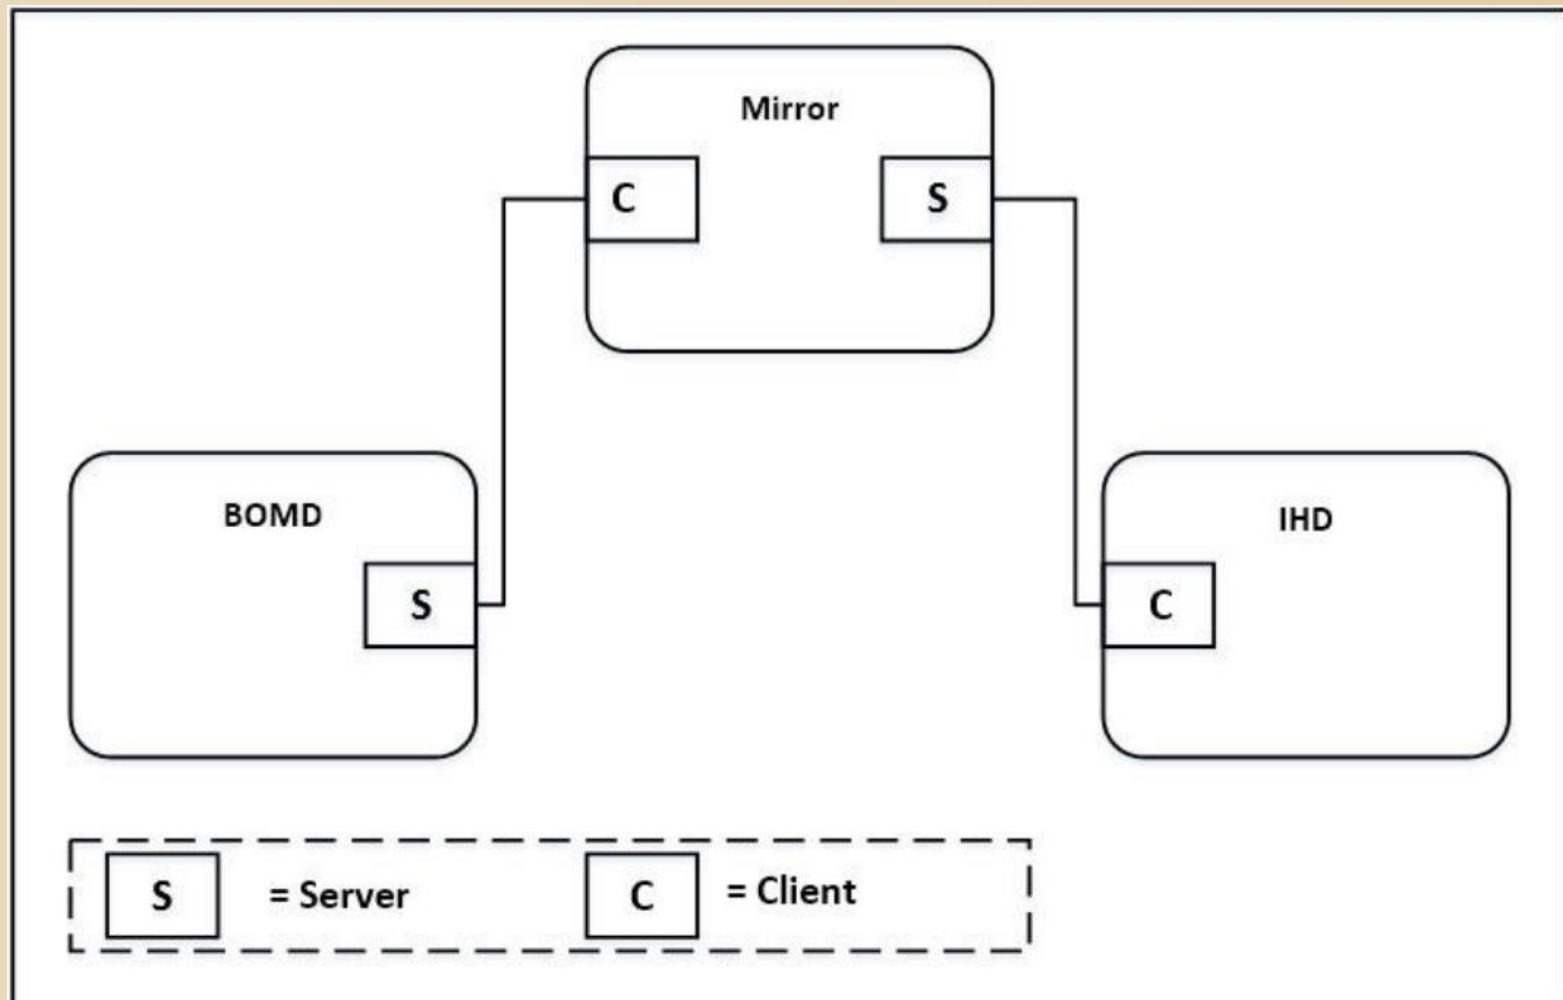 Mirror
C
S
BOMD
S
IHD
C
S = Server
C = Client